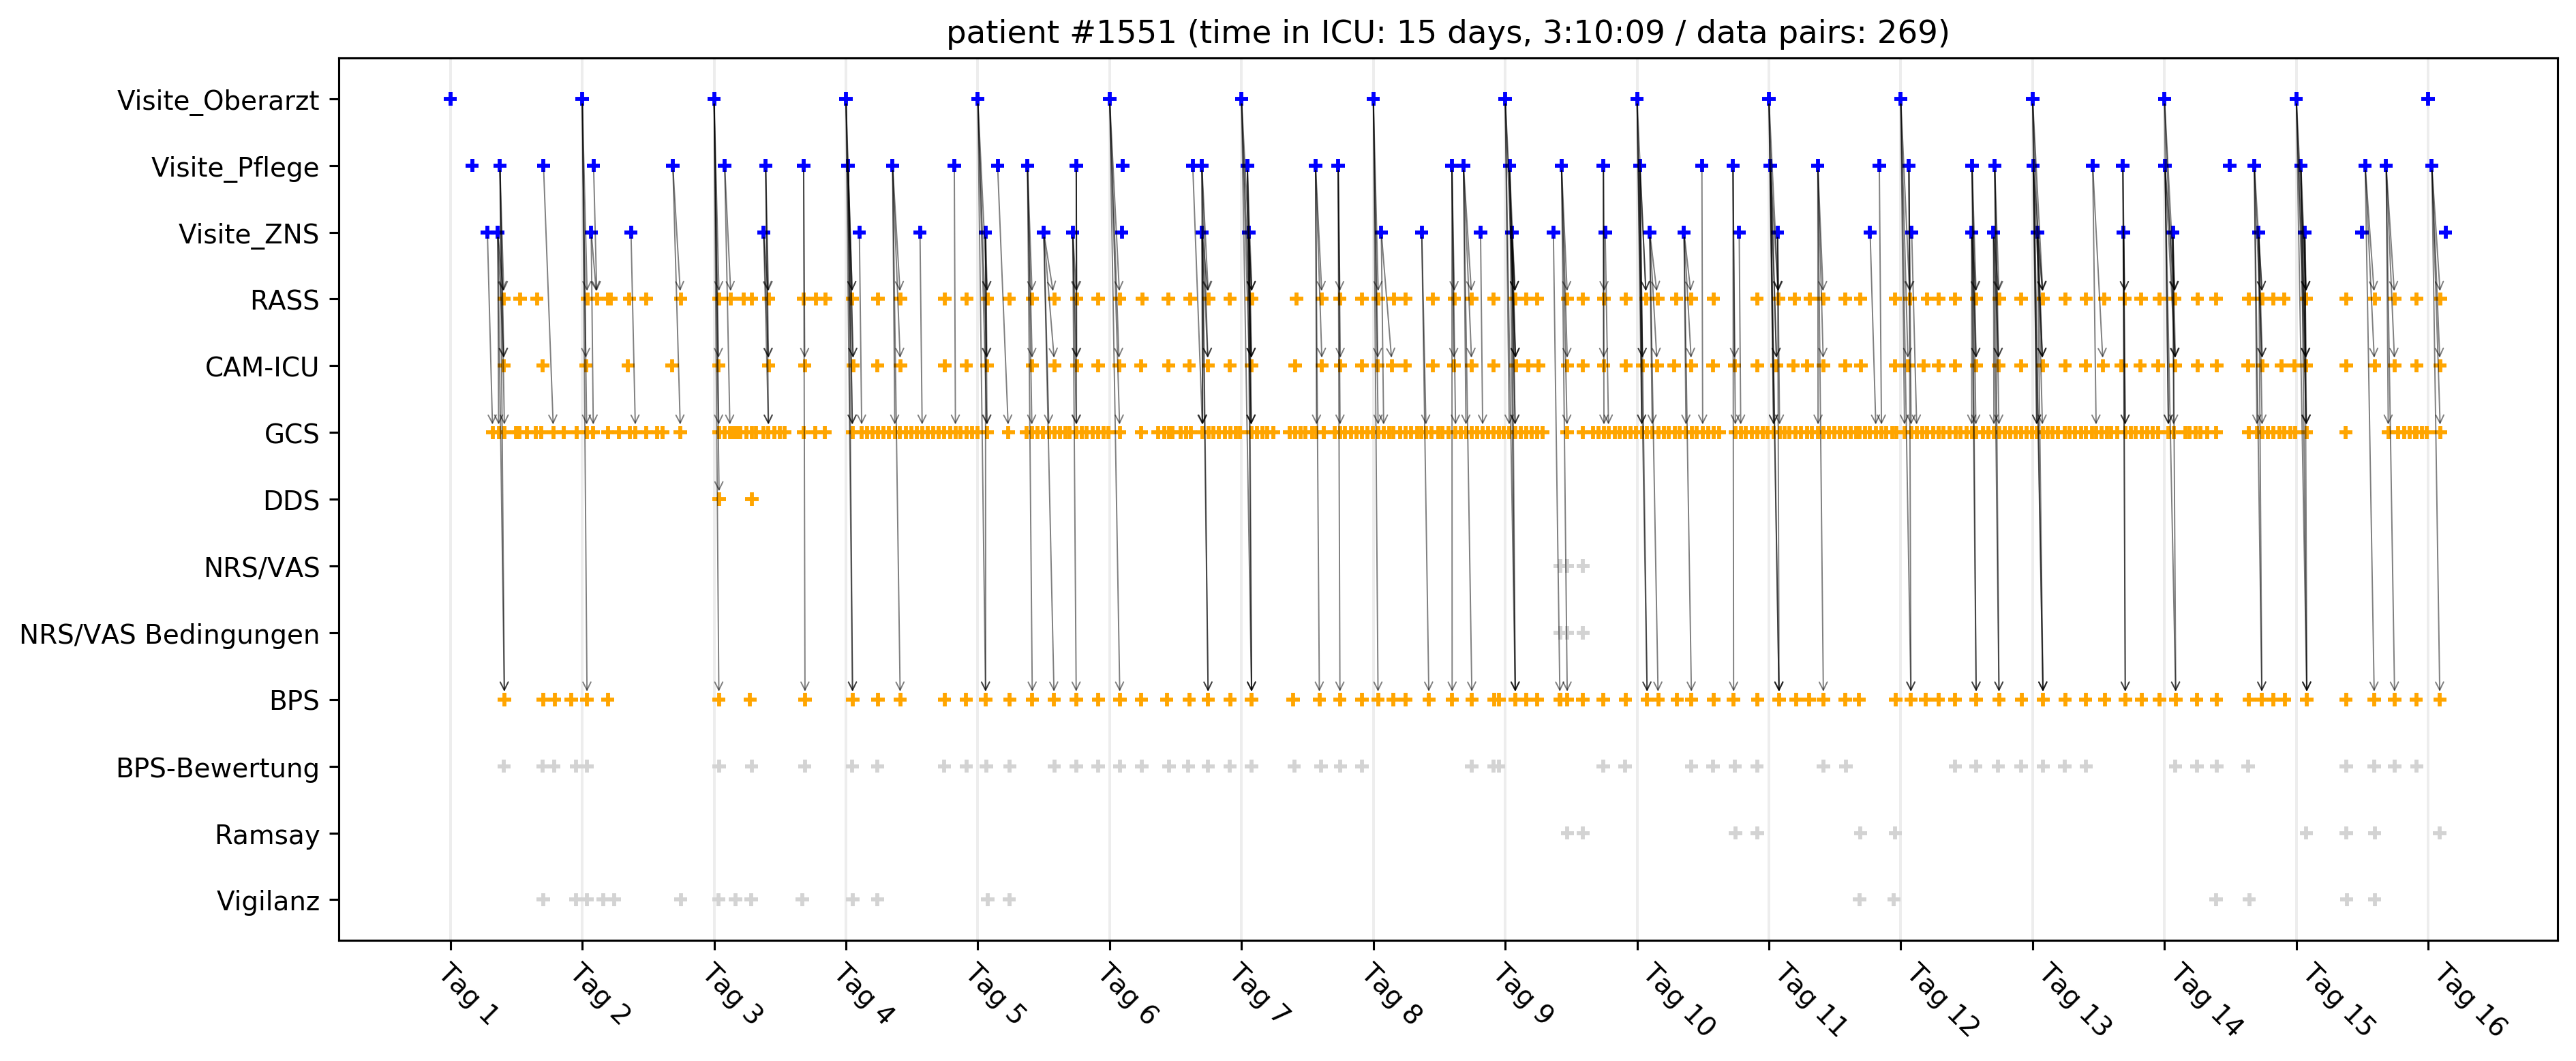 patient #1551 (time in ICU: 15 days, 3:10:09 / data pairs: 269)
Visite_Oberarzt
Visite_Pflege
Visite_ZNS
RASS
CAM-ICU
GCS
DDS
NRS/VAS
NRS/VAS Bedingungen
BPS
BPS-Bewertung
Ramsay
Vigilanz
Tag 1
Tag 2
Tag 3
Tag 4
Tag 5
Tag 6
Tag 7
Tag 8
Tag 9
Tag 10
Tag 11
Tag 12
Tag 13
Tag 14
Tag 15
Tag 16